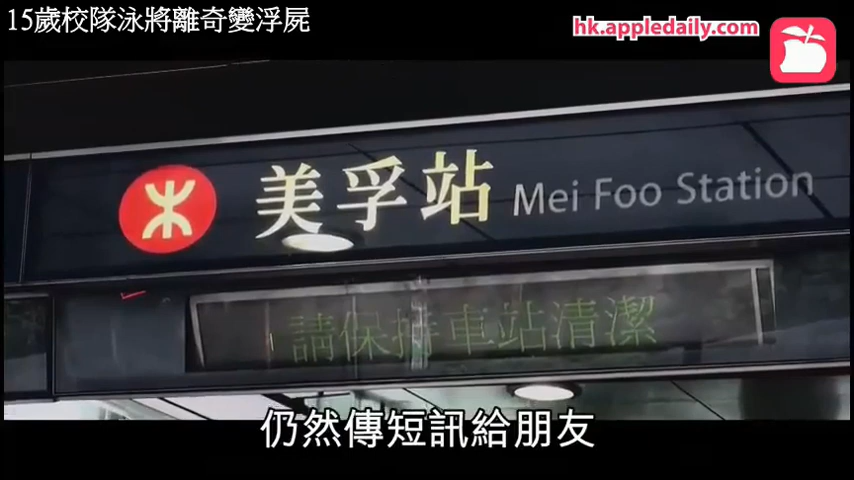 15歲校隊泳將離奇變浮屍
hk.appledaily.com
美孚站 Mei Foo Station
請保持車站清潔
仍然傳短訊給朋友